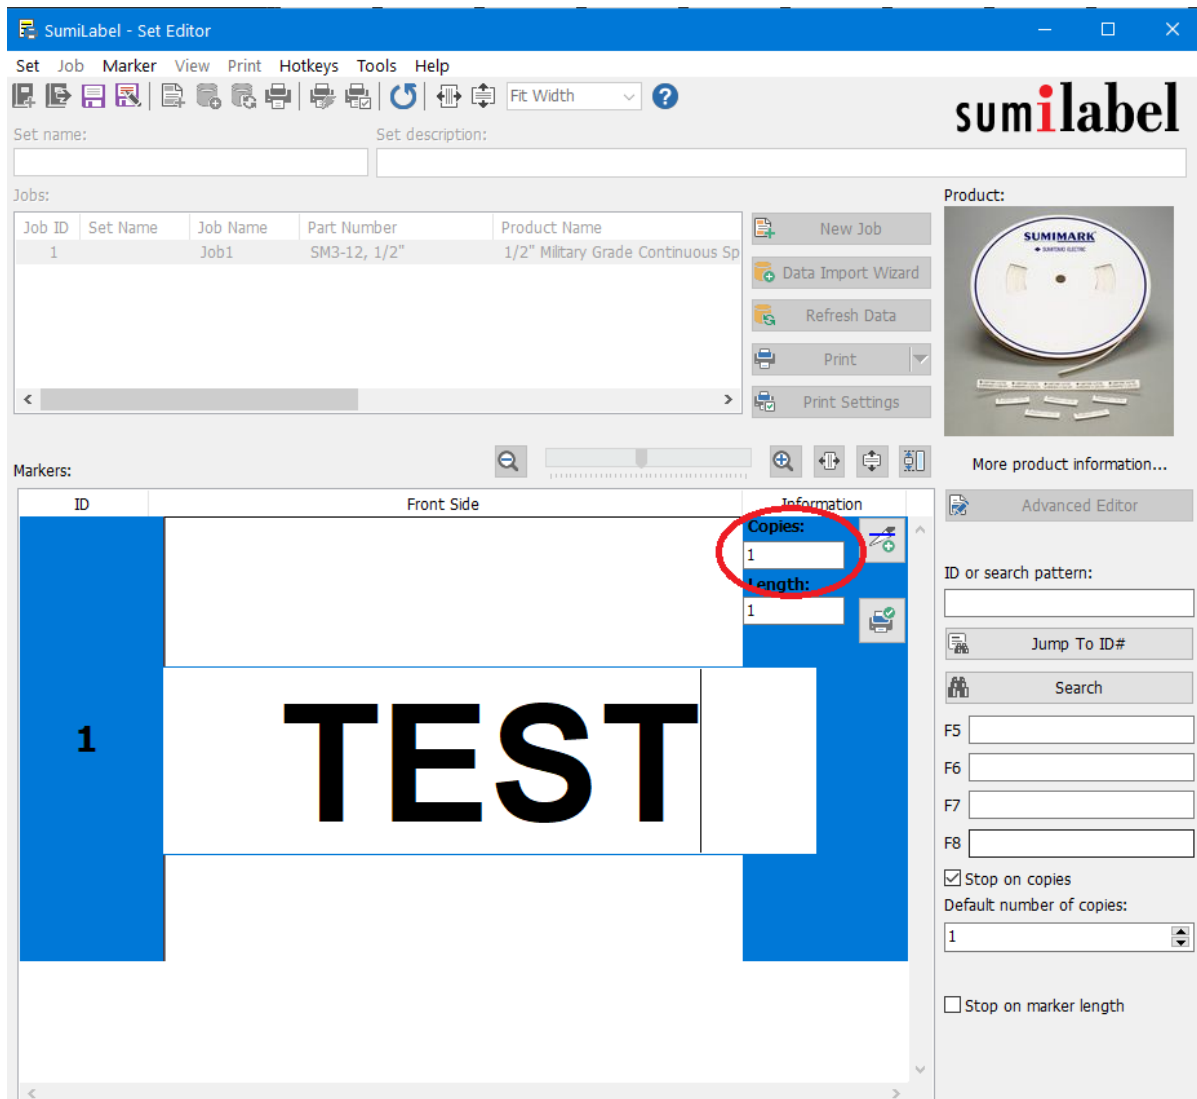 SumiLabel - Set Editor
Set Job Marker View Print Hotkeys Tools Help
Fit Width
sumilabel
Set name: Set description:
Jobs:
Product:
Job ID Set Name Job Name Part Number Product Name
1 Job1 SM3-12, 1/2" 1/2" Military Grade Continuous Sp
New Job
Data Import Wizard
Refresh Data
Print
Print Settings
SUMIMARK
SUMITOMO ELECTRIC
More product information...
Markers:
ID Front Side Information
Advanced Editor
Copies:
1
Length:
1
1
TEST
ID or search pattern:
Jump To ID#
Search
F5
F6
F7
F8
Stop on copies
Default number of copies:
1
Stop on marker length